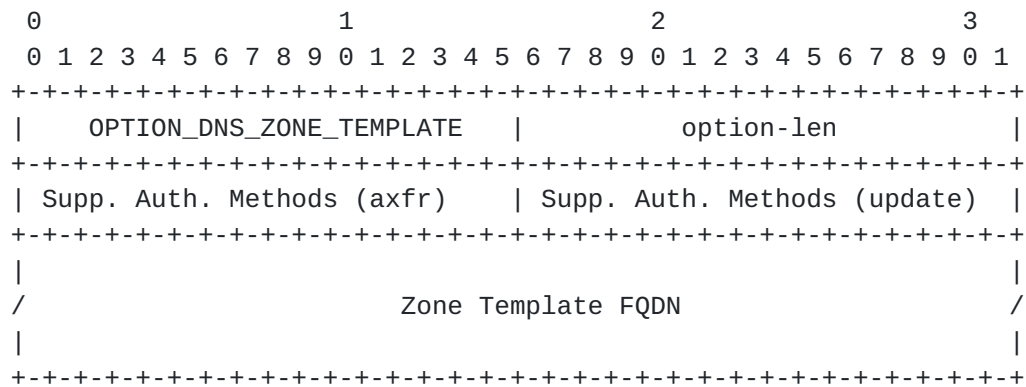 0                   1                   2                   3
 0 1 2 3 4 5 6 7 8 9 0 1 2 3 4 5 6 7 8 9 0 1 2 3 4 5 6 7 8 9 0 1
+-+-+-+-+-+-+-+-+-+-+-+-+-+-+-+-+-+-+-+-+-+-+-+-+-+-+-+-+-+-+-+-+
|    OPTION_DNS_ZONE_TEMPLATE   |          option-len           |
+-+-+-+-+-+-+-+-+-+-+-+-+-+-+-+-+-+-+-+-+-+-+-+-+-+-+-+-+-+-+-+-+
| Supp. Auth. Methods (axfr)    | Supp. Auth. Methods (update)  |
+-+-+-+-+-+-+-+-+-+-+-+-+-+-+-+-+-+-+-+-+-+-+-+-+-+-+-+-+-+-+-+-+
|                                                               |
/                        Zone Template FQDN                     /
|                                                               |
+-+-+-+-+-+-+-+-+-+-+-+-+-+-+-+-+-+-+-+-+-+-+-+-+-+-+-+-+-+-+-+-+